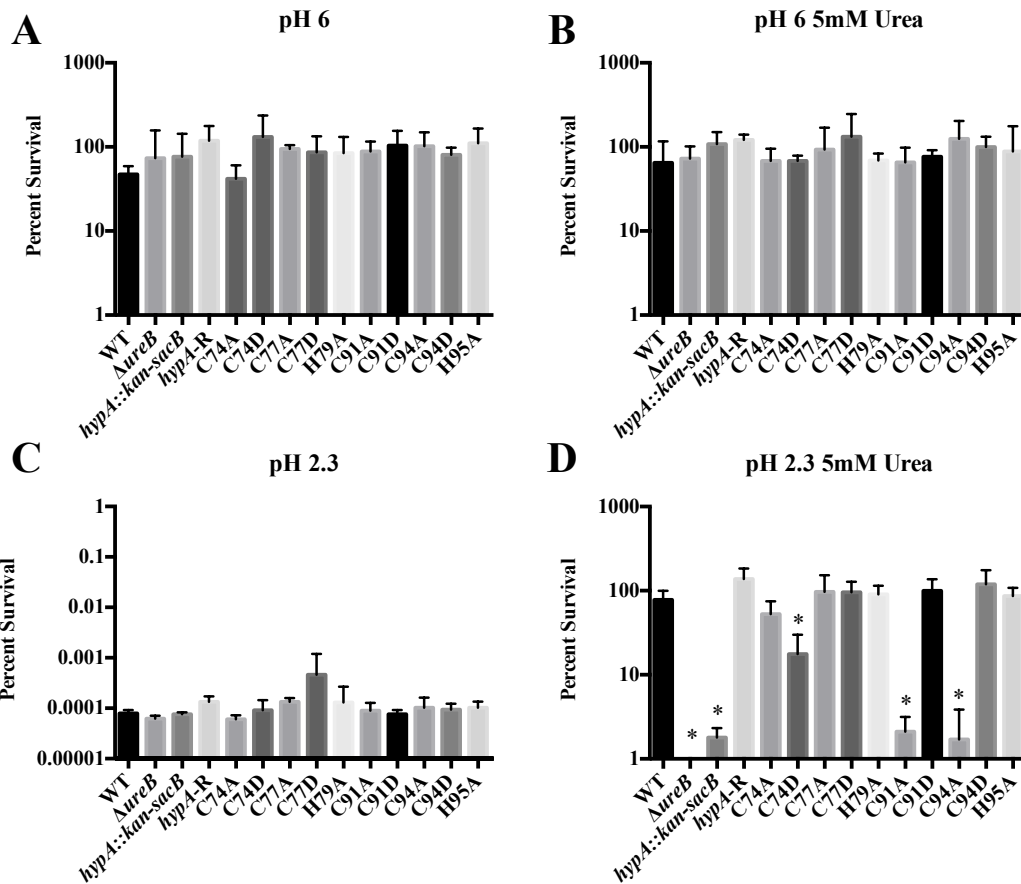 A
pH 6
Percent Survival
1000
100
10
1
WT
ΔureB
hypA::kan-sacB
hypA-R
C74A
C74D
C77A
C77D
H79A
C91A
C91D
C94A
C94D
H95A
B
pH 6 5mM Urea
Percent Survival
1000
100
10
1
WT
ΔureB
hypA::kan-sacB
hypA-R
C74A
C74D
C77A
C77D
H79A
C91A
C91D
C94A
C94D
H95A
C
pH 2.3
Percent Survival
1
0.1
0.01
0.001
0.0001
0.00001
WT
ΔureB
hypA::kan-sacB
hypA-R
C74A
C74D
C77A
C77D
H79A
C91A
C91D
C94A
C94D
H95A
D
pH 2.3 5mM Urea
Percent Survival
1000
100
10
1
*
*
*
*
*
WT
ΔureB
hypA::kan-sacB
hypA-R
C74A
C74D
C77A
C77D
H79A
C91A
C91D
C94A
C94D
H95A